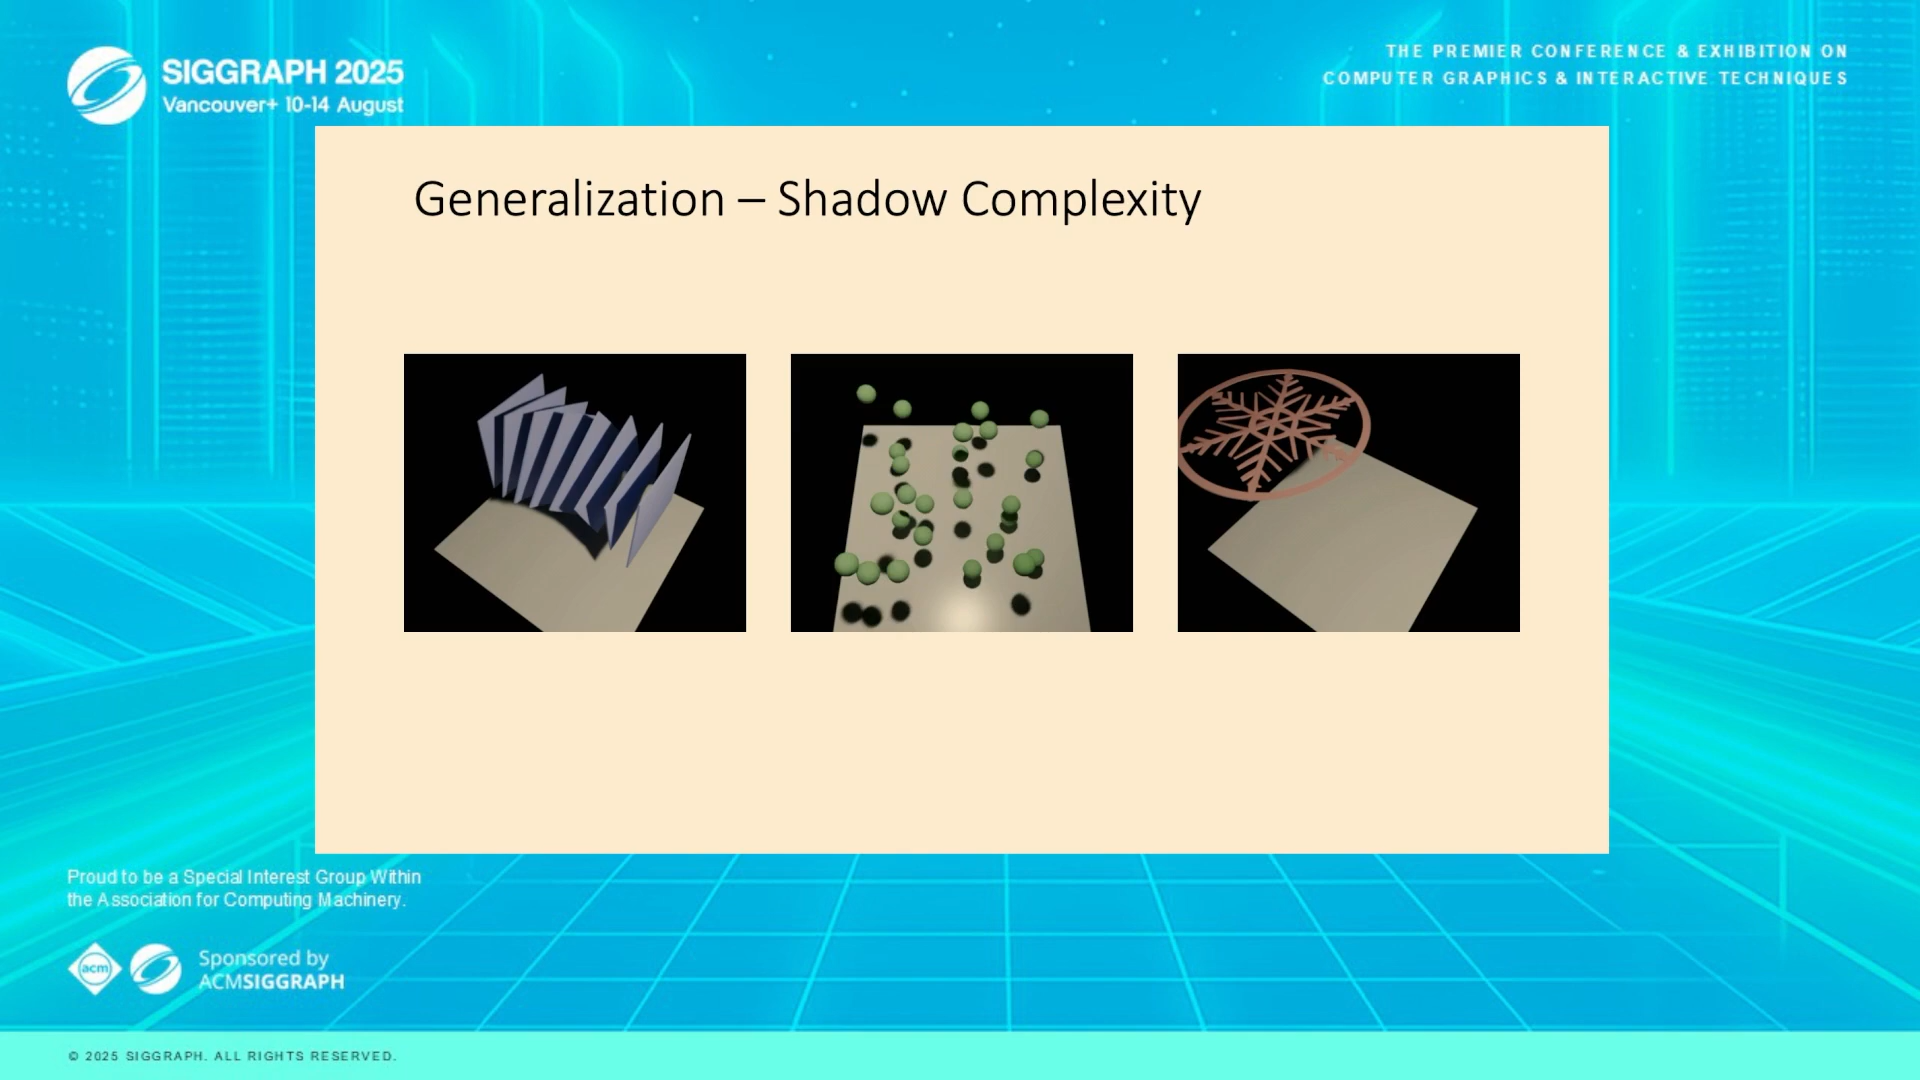 SIGGRAPH 2025
Vancouver+ 10-14 August
THE PREMIER CONFERENCE & EXHIBITION ON
COMPUTER GRAPHICS & INTERACTIVE TECHNIQUES
Generalization – Shadow Complexity
Proud to be a Special Interest Group Within
the Association for Computing Machinery.
acm
Sponsored by
ACMSIGGRAPH
© 2025 SIGGRAPH. ALL RIGHTS RESERVED.